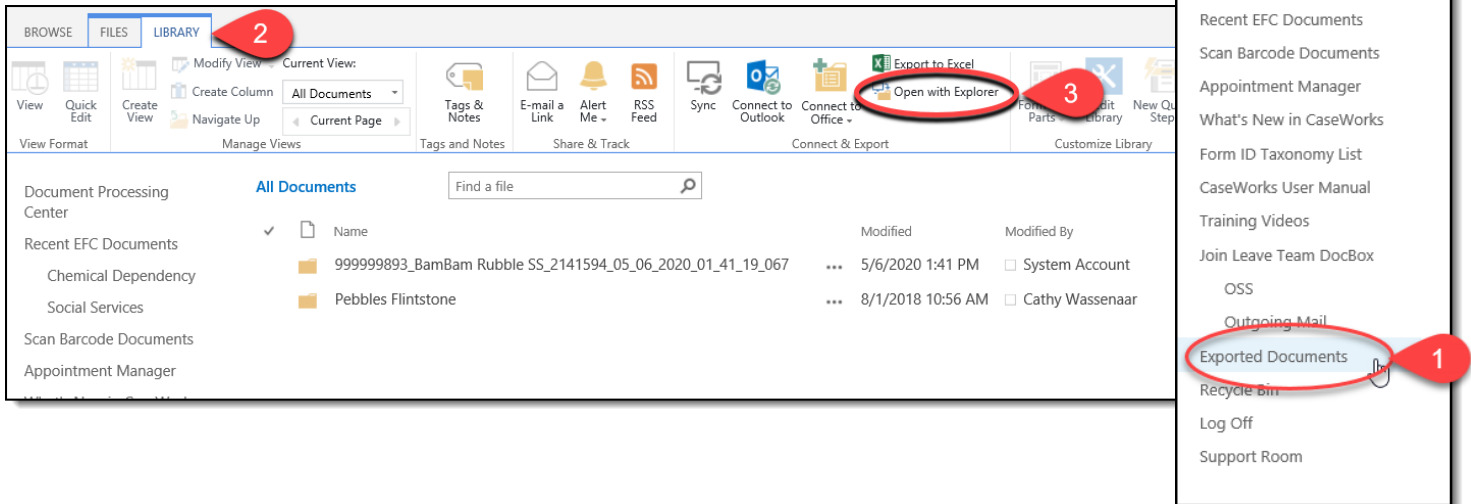 BROWSE FILES LIBRARY 2
Modify View Current View: Export to Excel
Create Column All Documents Open with Explorer 3
View Quick Edit Create View Navigate Up Current Page Tags & Notes E-mail a Link Alert Me RSS Feed Sync Connect to Outlook Connect to Office Parts Library
View Format Manage Views Tags and Notes Share & Track Connect & Export Customize Library
Document Processing
Center
Recent EFC Documents
Chemical Dependency
Social Services
Scan Barcode Documents
Appointment Manager
All Documents Find a file
Name Modified Modified By
999999893_BamBam Rubble SS_2141594_05_06_2020_01_41_19_067 ... 5/6/2020 1:41 PM System Account
Pebbles Flintstone ... 8/1/2018 10:56 AM Cathy Wassenaar
Recent EFC Documents
Scan Barcode Documents
Appointment Manager
What's New in CaseWorks
Form ID Taxonomy List
CaseWorks User Manual
Training Videos
Join Leave Team DocBox
OSS
Outgoing Mail
Exported Documents 1
Recycle Bin
Log Off
Support Room